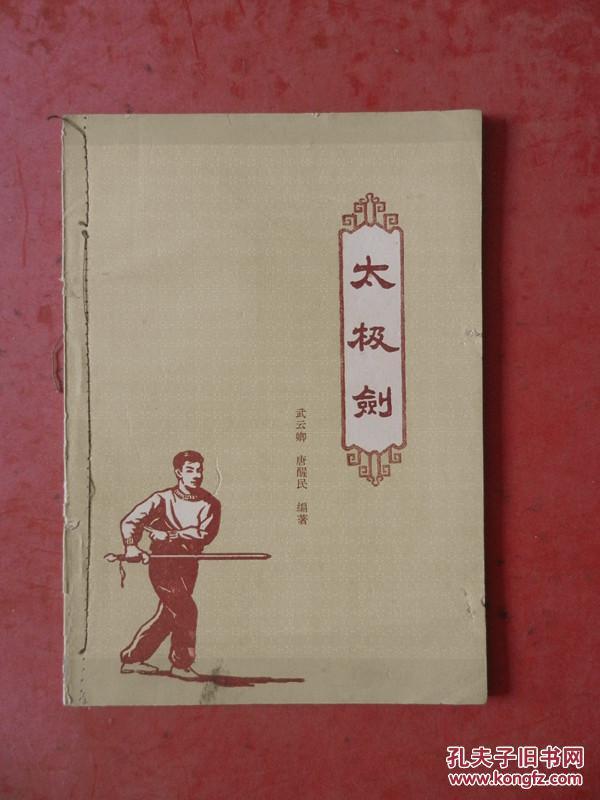 太极劍
武云卿 唐醒民 编著
孔夫子旧书网
www.kongfz.com